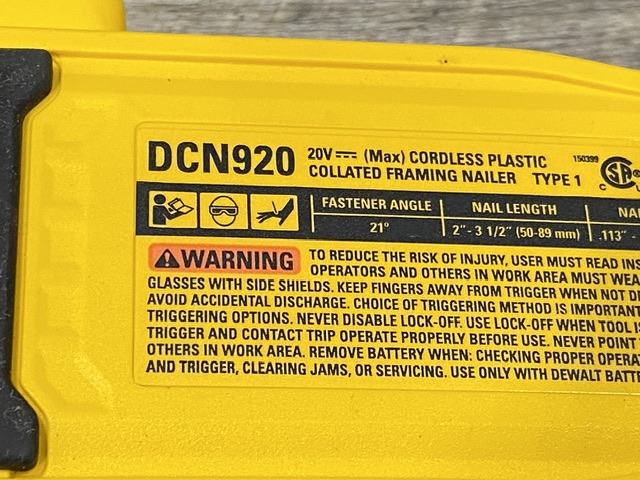 DCN920 20V (Max) CORDLESS PLASTIC 150399
COLLATED FRAMING NAILER TYPE 1
FASTENER ANGLE NAIL LENGTH
21° 2"- 3 1/2" (50-89 mm) .113"-
WARNING TO REDUCE THE RISK OF INJURY, USER MUST READ
OPERATORS AND OTHERS IN WORK AREA MUST
GLASSES WITH SIDE SHIELDS. KEEP FINGERS AWAY FROM TRIGGER WHEN NOT
AVOID ACCIDENTAL DISCHARGE. CHOICE OF TRIGGERING METHOD IS IMPORTANT
TRIGGERING OPTIONS. NEVER DISABLE LOCK-OFF. USE LOCK-OFF WHEN TOOL
TRIGGER AND CONTACT TRIP OPERATE PROPERLY BEFORE USE. NEVER POINT
OTHERS IN WORK AREA. REMOVE BATTERY WHEN: CHECKING PROPER
AND TRIGGER, CLEARING JAMS, OR SERVICING. USE ONLY WITH DEWALT